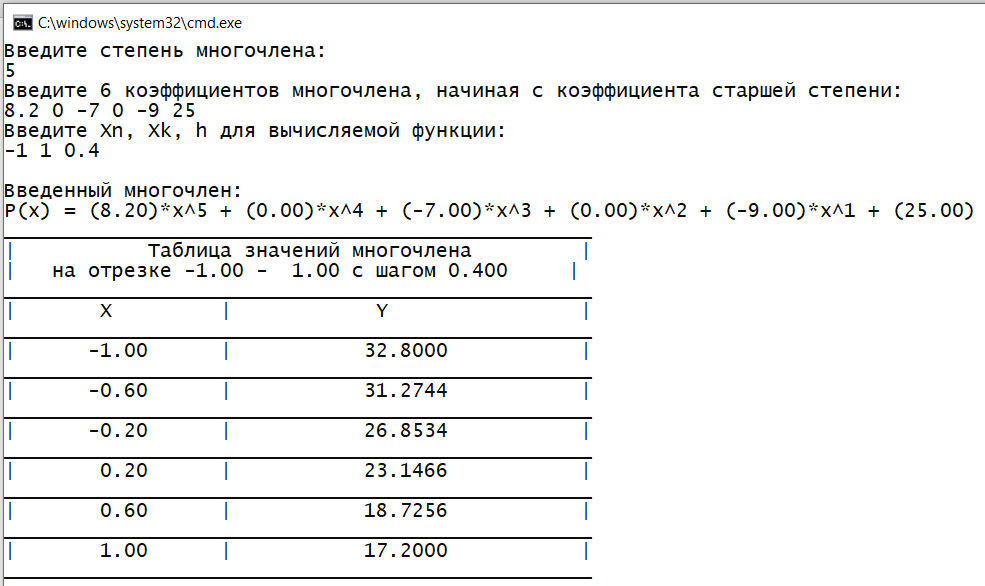 C:\windows\system32\cmd.exe
Введите степень многочлена:
5
Введите 6 коэффициентов многочлена, начиная с коэффициента старшей степени:
8.2 0 -7 0 -9 25
Введите Xn, Xk, h для вычисляемой функции:
-1 1 0.4
Введенный многочлен:
P(x) = (8.20)*x^5 + (0.00)*x^4 + (-7.00)*x^3 + (0.00)*x^2 + (-9.00)*x^1 + (25.00)
| Таблица значений многочлена |
| на отрезке -1.00 - 1.00 с шагом 0.400 |
| X | Y |
| -1.00 | 32.8000 |
| -0.60 | 31.2744 |
| -0.20 | 26.8534 |
| 0.20 | 23.1466 |
| 0.60 | 18.7256 |
| 1.00 | 17.2000 |